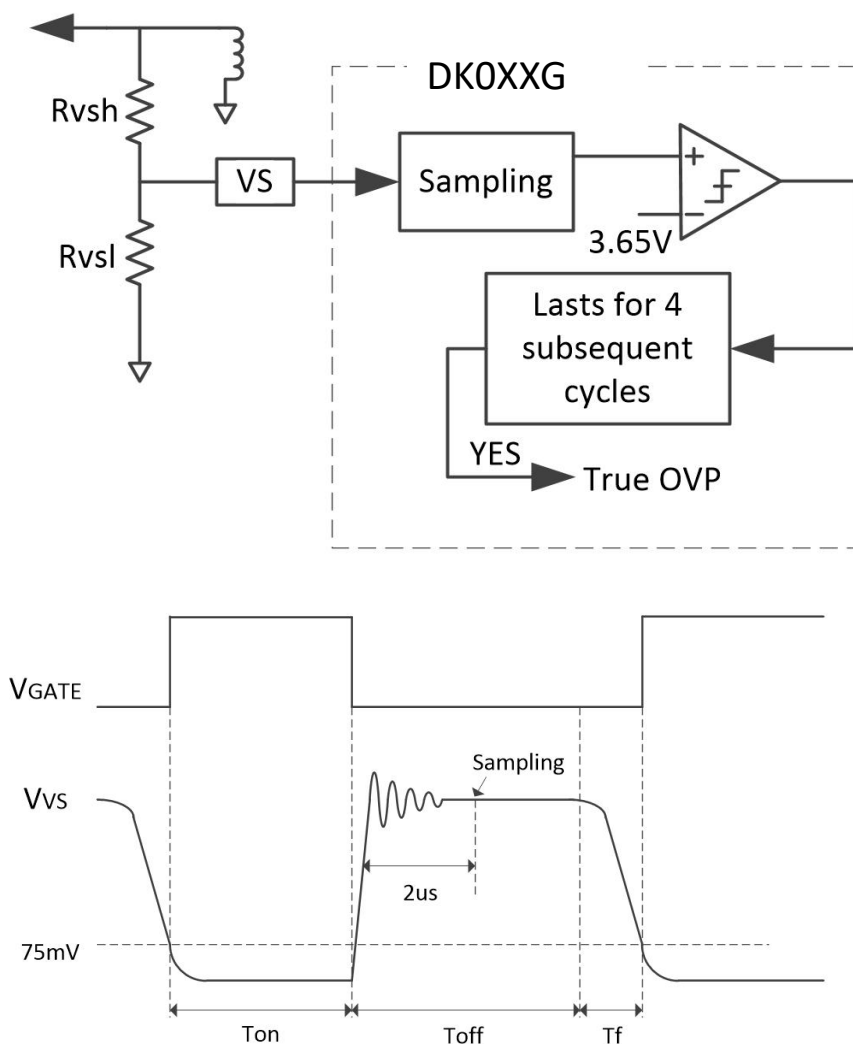 DK0XXG
Rvsh
VS
Sampling
+
−
3.65V
Rvsl
Lasts for 4
subsequent
cycles
YES
True OVP
VGATE
Sampling
VVS
2us
75mV
Ton
Toff
Tf